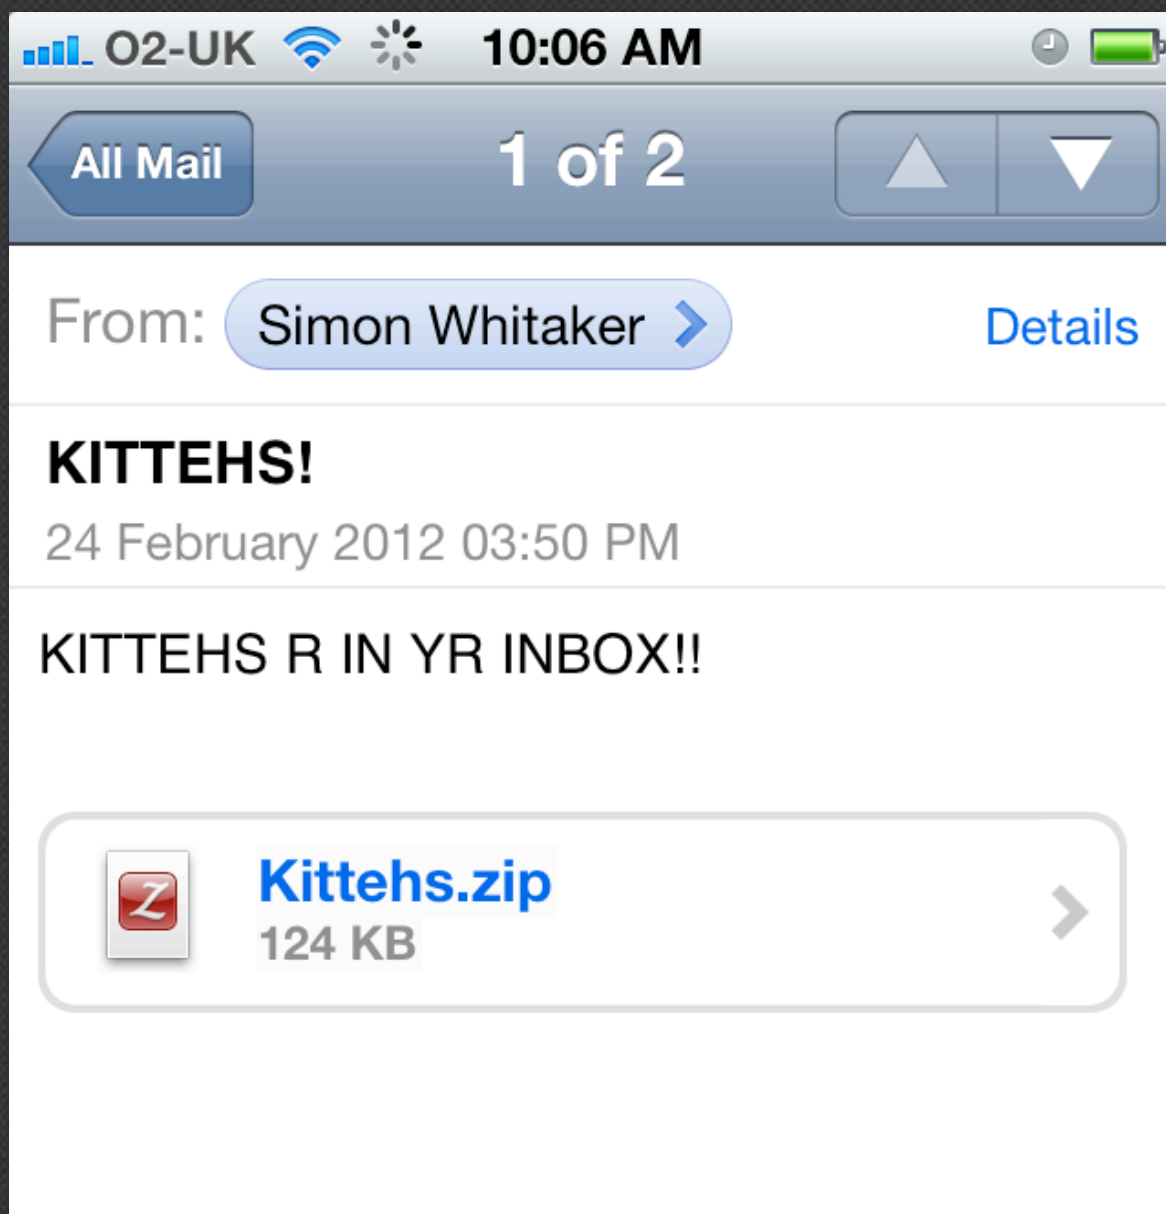 O2-UK 10:06 AM
All Mail 1 of 2
From: Simon Whitaker Details
KITTEHS!
24 February 2012 03:50 PM
KITTEHS R IN YR INBOX!!
Z
Kittehs.zip
124 KB